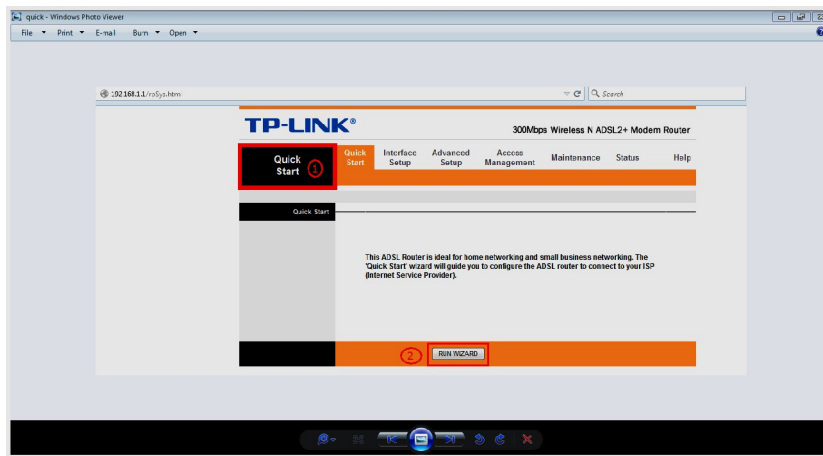 quick - Windows Photo Viewer
File Print E-mail Burn Open
192.168.1.1/rpSys.htm
Search
TP-LINK®
300Mbps Wireless N ADSL2+ Modem Router
Quick Start 1
Quick Start
Interface Setup
Advanced Setup
Access Management
Maintenance
Status
Help
Quick Start
This ADSL Router is ideal for home networking and small business networking. The
'Quick Start' wizard will guide you to configure the ADSL router to connect to your ISP
(Internet Service Provider).
2 RUN WIZARD